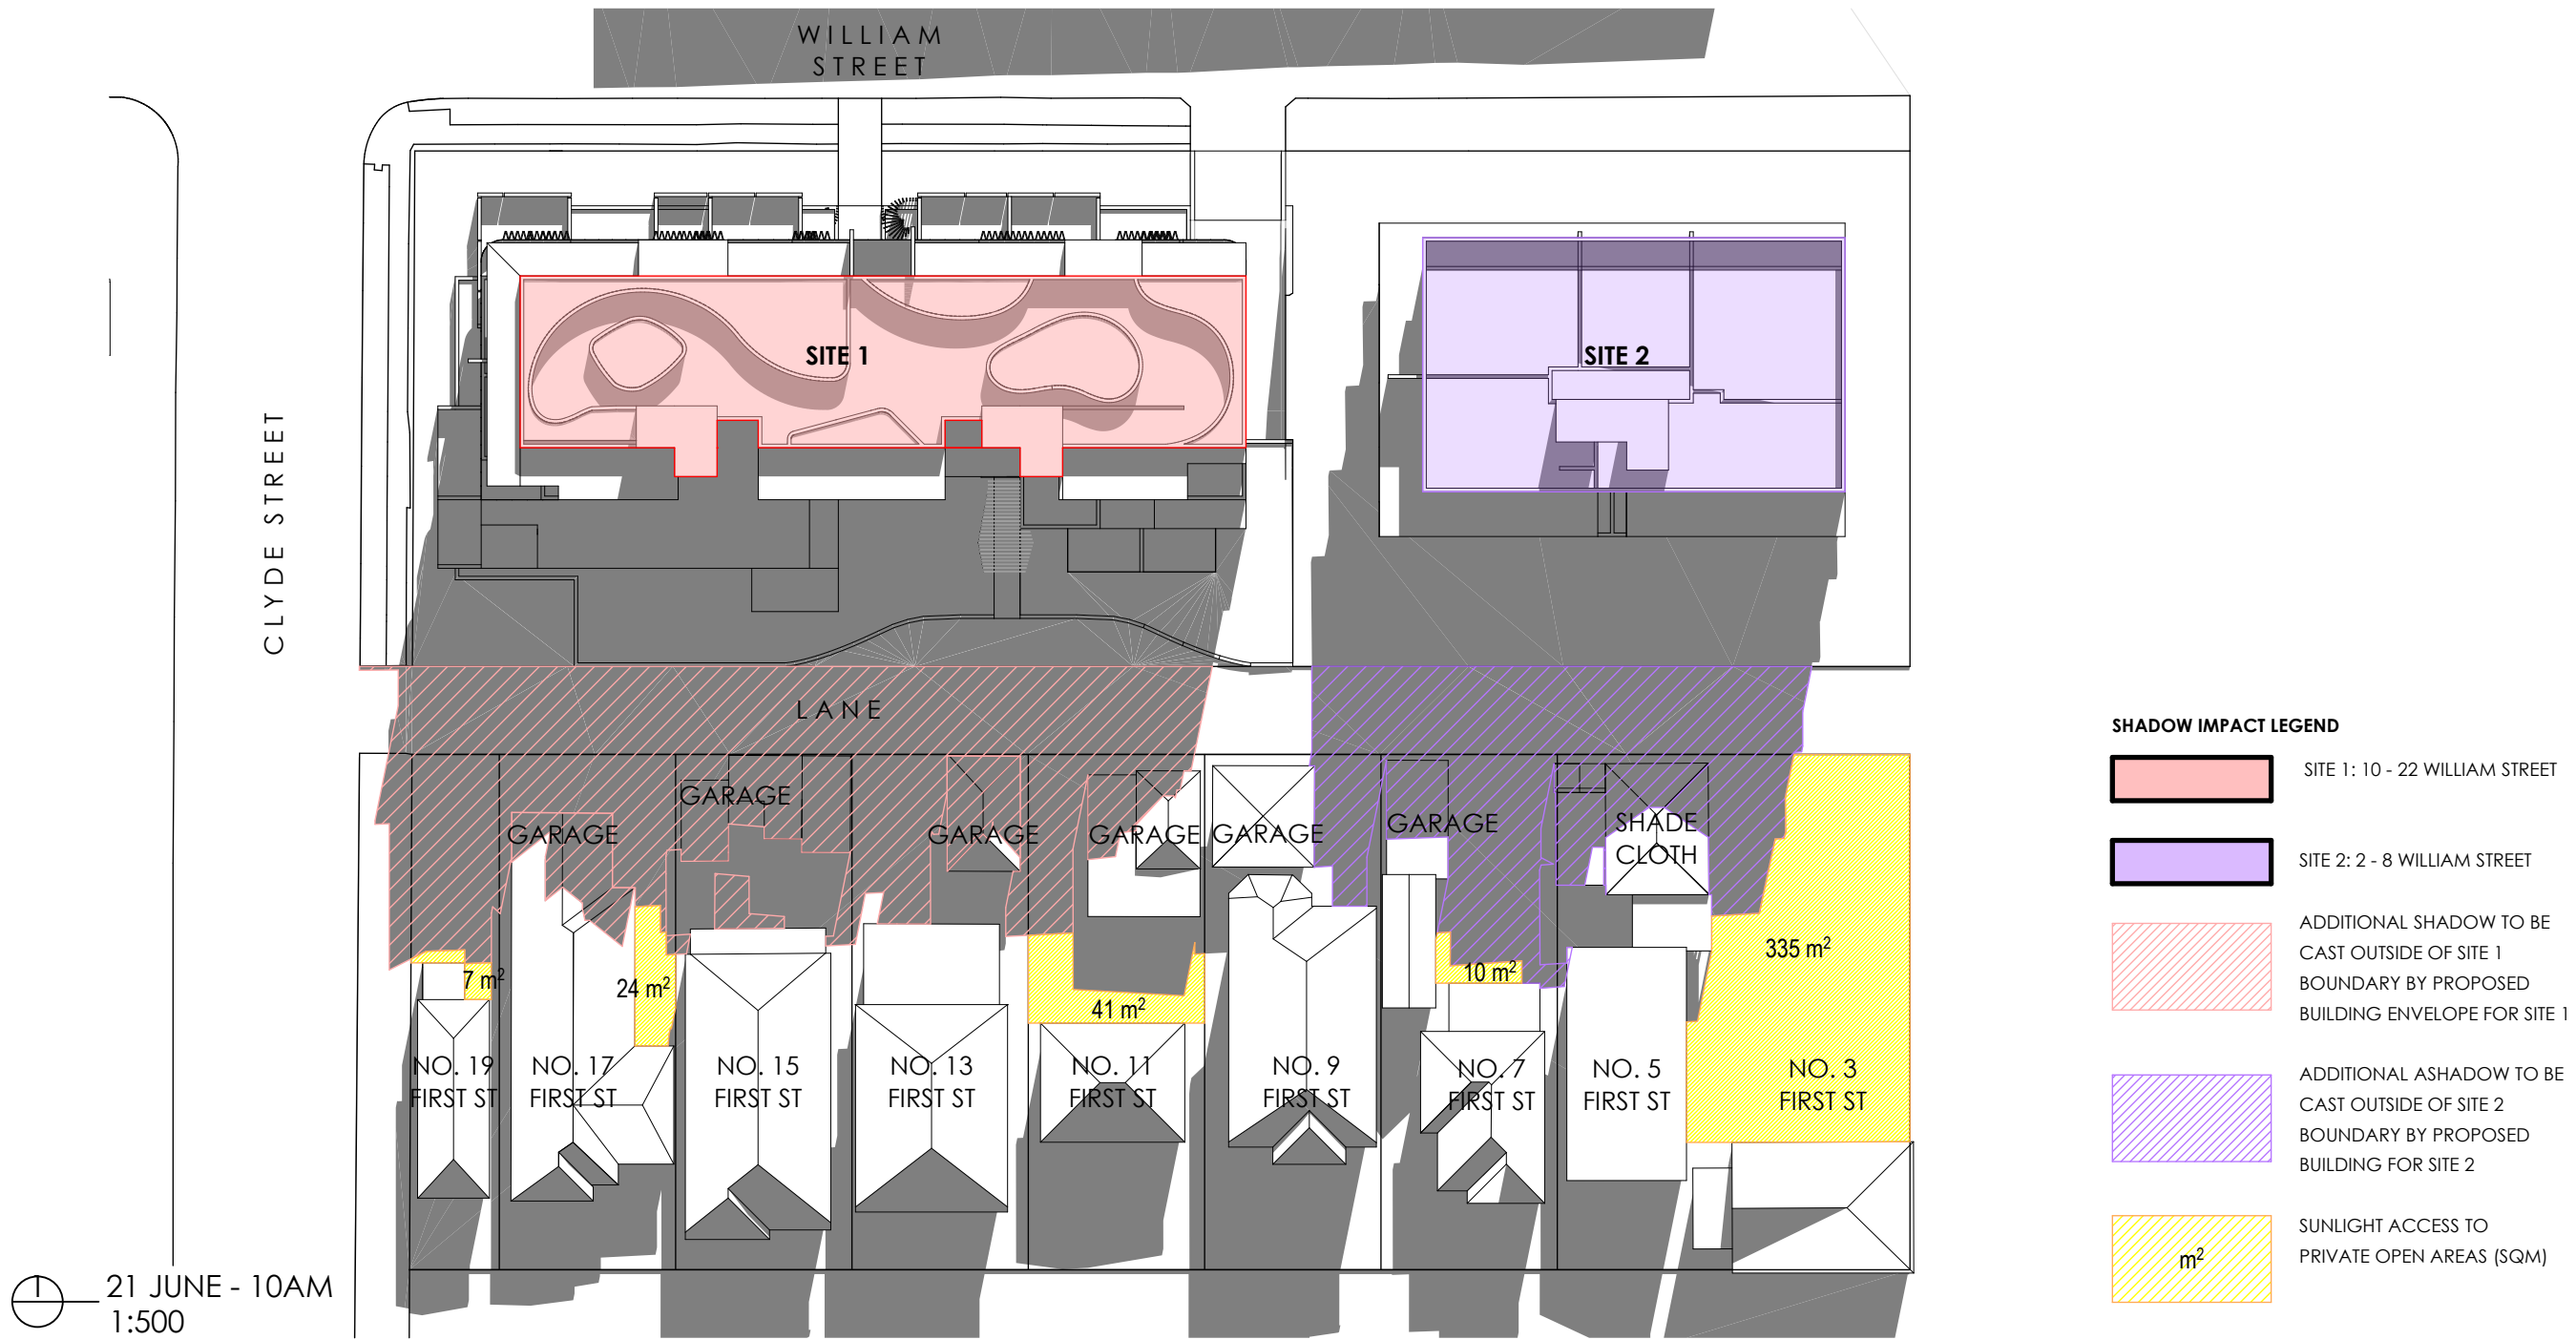 WILLIAM
STREET
SITE 1
SITE 2
CLYDE STREET
LANE
GARAGE
GARAGE
GARAGE
GARAGE
GARAGE
GARAGE
SHADE
CLOTH
7 m²
24 m²
41 m²
10 m²
335 m²
NO. 19
FIRST ST
NO. 17
FIRST ST
NO. 15
FIRST ST
NO. 13
FIRST ST
NO. 11
FIRST ST
NO. 9
FIRST ST
NO. 7
FIRST ST
NO. 5
FIRST ST
NO. 3
FIRST ST
SHADOW IMPACT LEGEND
SITE 1: 10 - 22 WILLIAM STREET
SITE 2: 2 - 8 WILLIAM STREET
ADDITIONAL SHADOW TO BE
CAST OUTSIDE OF SITE 1
BOUNDARY BY PROPOSED
BUILDING ENVELOPE FOR SITE 1
ADDITIONAL ASHADOW TO BE
CAST OUTSIDE OF SITE 2
BOUNDARY BY PROPOSED
BUILDING FOR SITE 2
m²
SUNLIGHT ACCESS TO
PRIVATE OPEN AREAS (SQM)
1
21 JUNE - 10AM
1:500